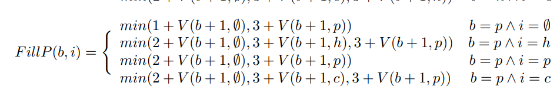 min(1 + V(b + 1, ∅), 3 + V(b + 1, p)) b = p ∧ i = ∅
FillP(b, i) = { min(2 + V(b + 1, ∅), 3 + V(b + 1, h), 3 + V(b + 1, p)) b = p ∧ i = h
min(2 + V(b + 1, ∅), 3 + V(b + 1, p)) b = p ∧ i = p
min(2 + V(b + 1, ∅), 3 + V(b + 1, c), 3 + V(b + 1, p)) b = p ∧ i = c